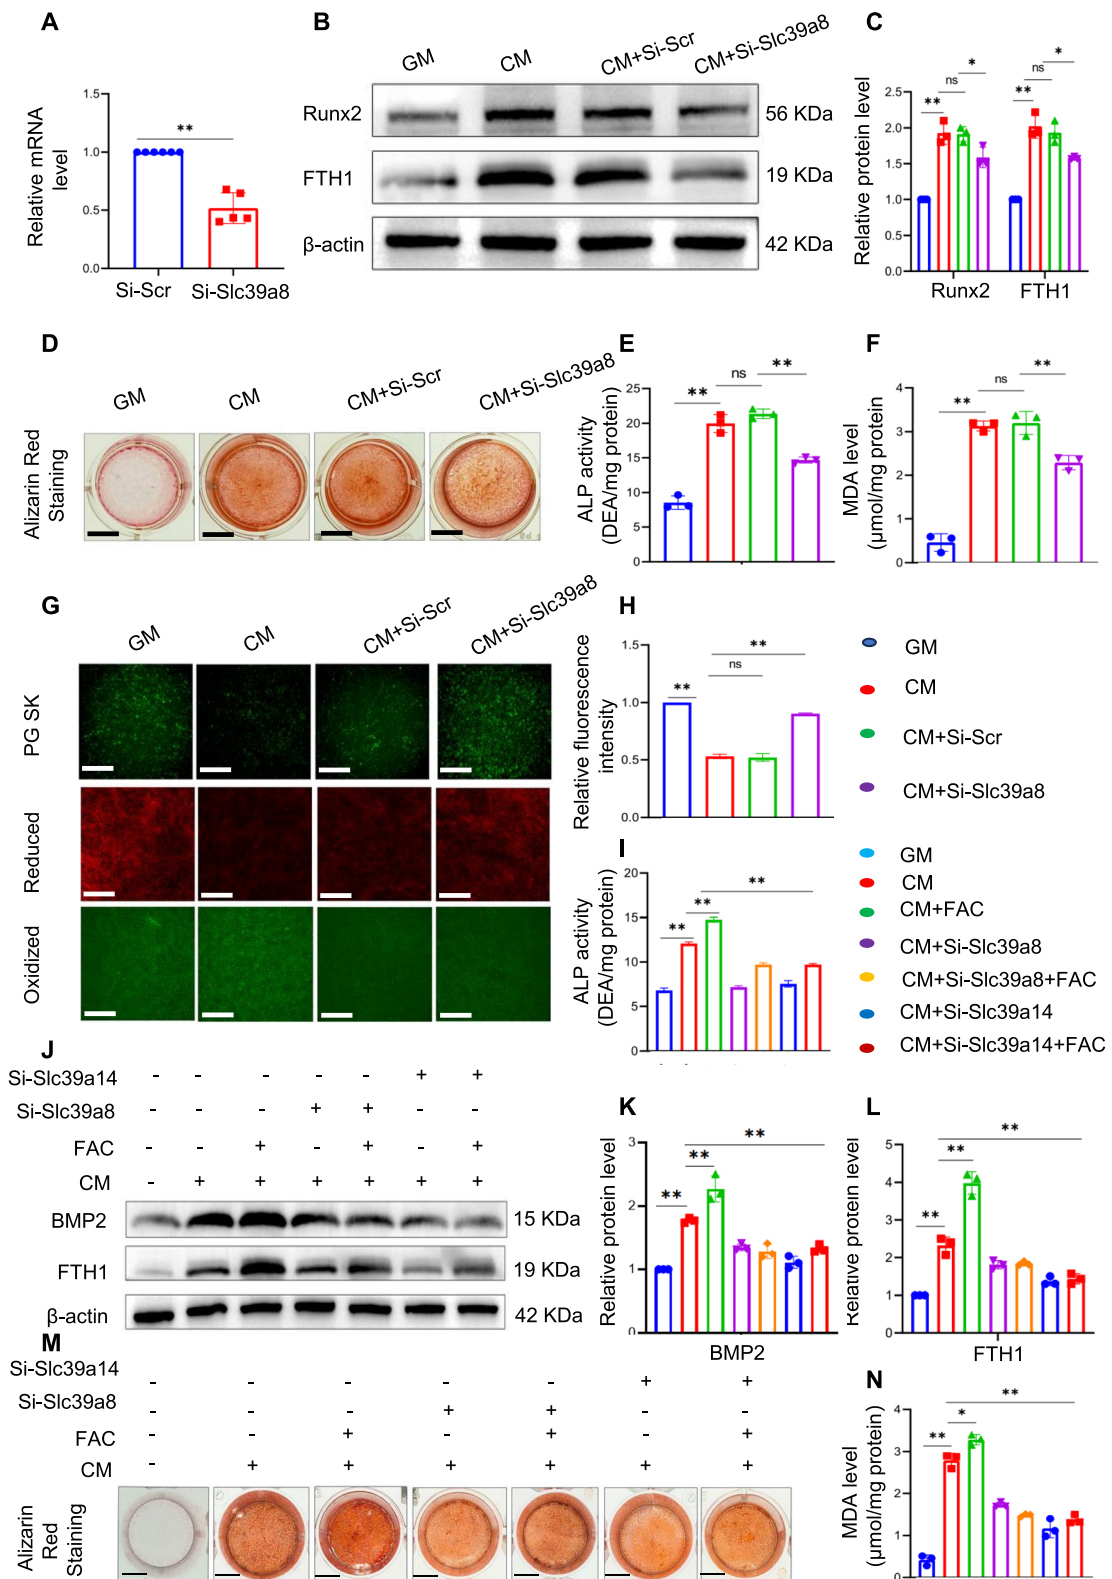 A
Relative mRNA
level
1.5
1.0
0.5
0.0
**
Si-Scr
Si-Slc39a8
B
GM
CM
CM+Si-Scr
CM+Si-Slc39a8
Runx2
56 KDa
FTH1
19 KDa
β-actin
42 KDa
C
Relative protein level
2.5
2.0
1.5
1.0
0.5
0.0
**
ns
*
**
ns
*
Runx2
FTH1
D
GM
CM
CM+Si-Scr
CM+Si-Slc39a8
Alizarin Red
Staining
E
ALP activity
(DEA/mg protein)
25
20
15
10
5
0
**
ns
**
F
MDA level
(μmol/mg protein)
4
3
2
1
0
**
ns
**
G
GM
CM
CM+Si-Scr
CM+Si-Slc39a8
PG SK
Reduced
Oxidized
H
Relative fluorescence
intensity
1.5
1.0
0.5
0.0
**
ns
**
GM
CM
CM+Si-Scr
CM+Si-Slc39a8
I
ALP activity
(DEA/mg protein)
20
15
10
5
0
**
**
**
GM
CM
CM+FAC
CM+Si-Slc39a8
CM+Si-Slc39a8+FAC
CM+Si-Slc39a14
CM+Si-Slc39a14+FAC
J
Si-Slc39a14 - - - - - + +
Si-Slc39a8 - - - + + - -
FAC - - + - + - +
CM - + + + + + +
BMP2
15 KDa
FTH1
19 KDa
β-actin
42 KDa
K
Relative protein level
3
2
1
0
**
**
**
BMP2
L
Relative protein level
5
4
3
2
1
0
**
**
**
FTH1
M
Si-Slc39a14 - - - - - + +
Si-Slc39a8 - - - + + - -
FAC - - + - + - +
CM - + + + + + +
Alizarin
Red
Staining
N
MDA level
(μmol/mg protein)
4
3
2
1
0
**
*
**